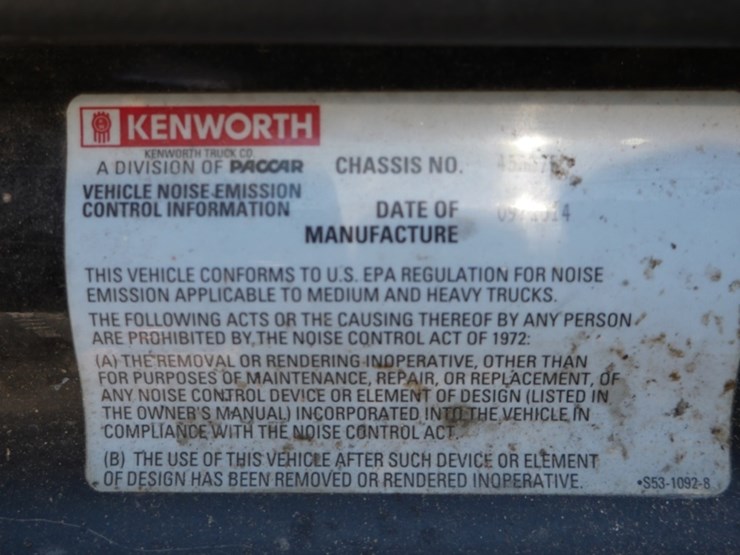 KENWORTH
KENWORTH TRUCK CO.
A DIVISION OF PACCAR CHASSIS NO.
VEHICLE NOISE EMISSION
CONTROL INFORMATION
DATE OF
MANUFACTURE
THIS VEHICLE CONFORMS TO U.S. EPA REGULATION FOR NOISE
EMISSION APPLICABLE TO MEDIUM AND HEAVY TRUCKS.
THE FOLLOWING ACTS OR THE CAUSING THEREOF BY ANY PERSON
ARE PROHIBITED BY THE NOISE CONTROL ACT OF 1972:
(A) THE REMOVAL OR RENDERING INOPERATIVE, OTHER THAN
FOR PURPOSES OF MAINTENANCE, REPAIR, OR REPLACEMENT, OF
ANY NOISE CONTROL DEVICE OR ELEMENT OF DESIGN (LISTED IN
THE OWNER'S MANUAL) INCORPORATED INTO THE VEHICLE IN
COMPLIANCE WITH THE NOISE CONTROL ACT.
(B) THE USE OF THIS VEHICLE AFTER SUCH DEVICE OR ELEMENT
OF DESIGN HAS BEEN REMOVED OR RENDERED INOPERATIVE.
•S53-1092-8